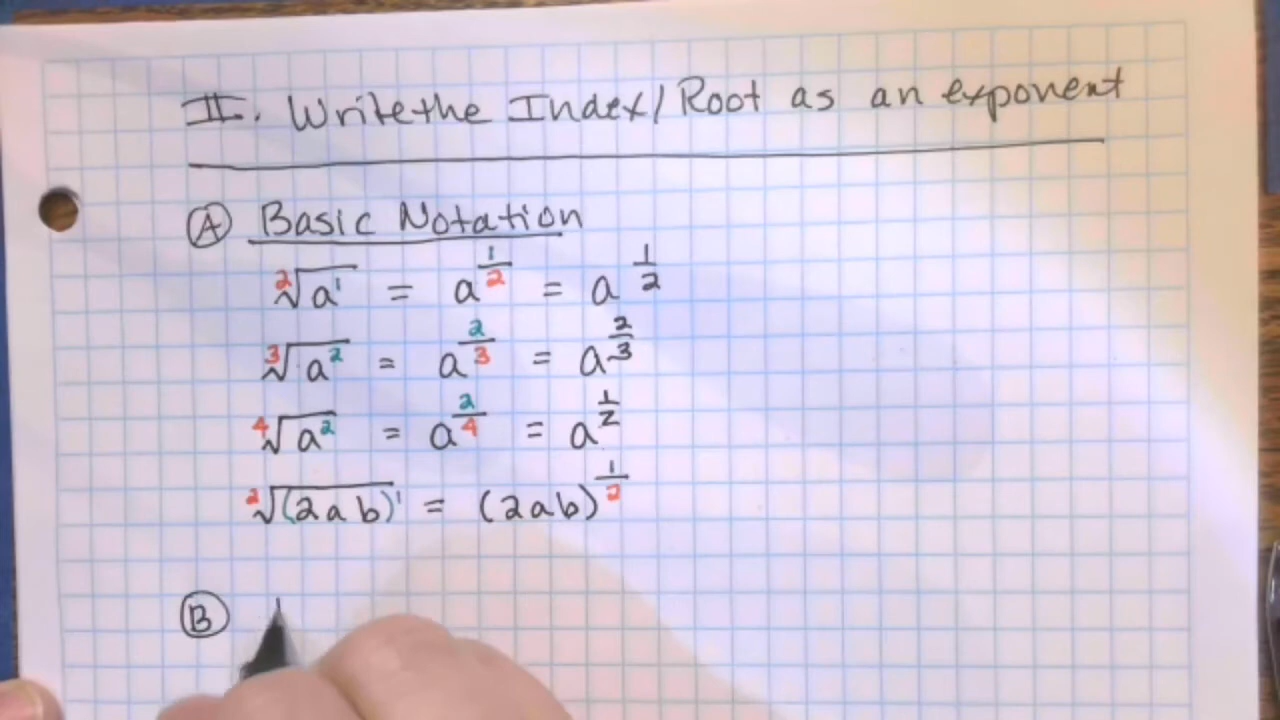 II. Write the Index/Root as an exponent
Ⓐ Basic Notation
²√a¹ = a^(1/2) = a^(1/2)
³√a² = a^(2/3) = a^(2/3)
⁴√a² = a^(2/4) = a^(1/2)
²√(2ab)¹ = (2ab)^(1/2)
Ⓑ